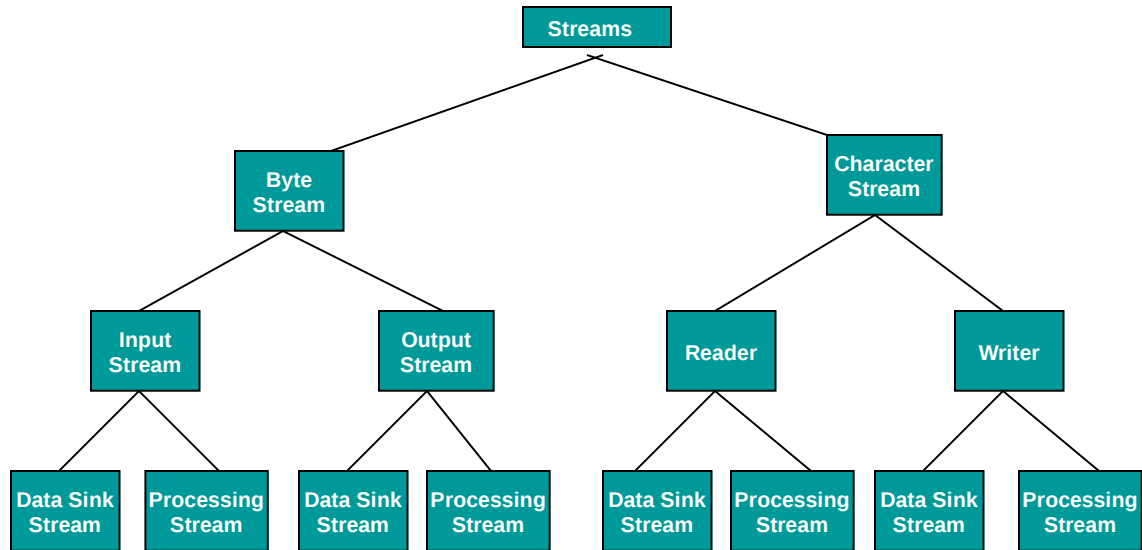 Streams
Byte
Stream
Character
Stream
Input
Stream
Output
Stream
Reader
Writer
Data Sink
Stream
Processing
Stream
Data Sink
Stream
Processing
Stream
Data Sink
Stream
Processing
Stream
Data Sink
Stream
Processing
Stream